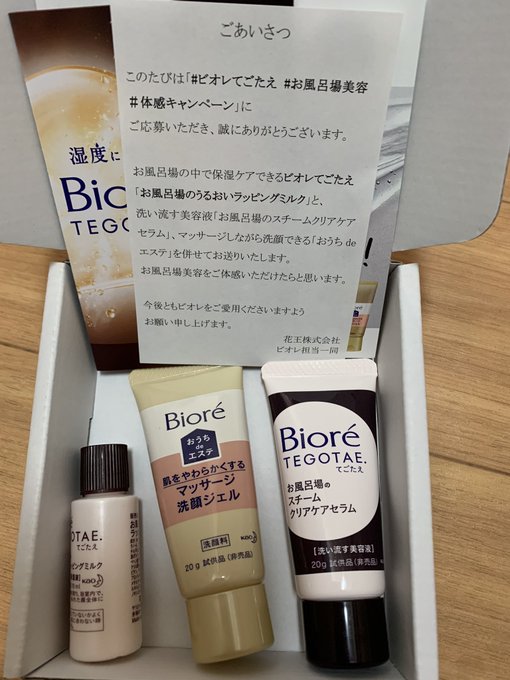 ごあいさつ
このたびは「#ビオレてごたえ #お風呂場美容
#体感キャンペーン」に
ご応募いただき、誠にありがとうございます。
お風呂場の中で保湿ケアできるビオレてごたえ
「お風呂場のうるおいラッピングミルク」と、
洗い流す美容液「お風呂場のスチームクリアケア
セラム」、マッサージしながら洗顔できる「おうち de
エステ」を併せてお送りいたします。
お風呂場美容をご体感いただけたらと思います。
今後ともビオレをご愛用くださいますよう
お願い申し上げます。
花王株式会社
ビオレ担当一同
湿度に
Bio
TEGO
!
TAE.
てごたえ
ッピングミルク
KAO
Bioré
おうち
de
エステ
肌をやわらかくする
マッサージ
洗顔ジェル
洗顔料
KAO
20g 試供品(非売品)
Bioré
TEGOTAE.
てごたえ
お風呂場の
スチーム
クリアケアセラム
【洗い流す美容液】
20g 試供品(非売品)
KAO